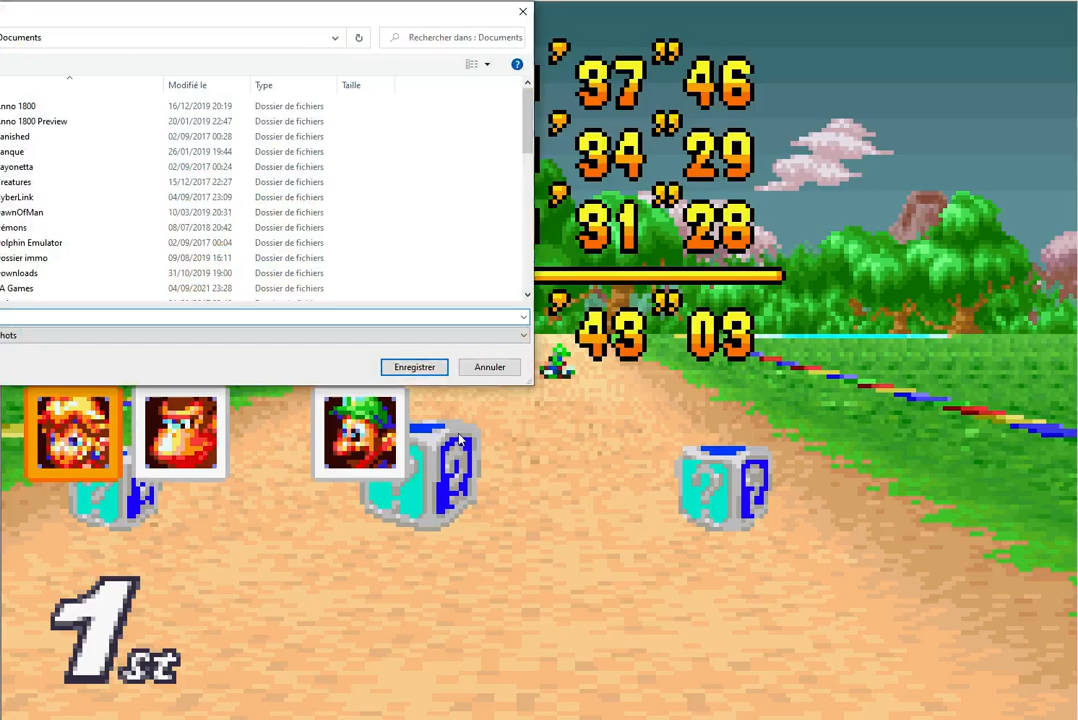 Documents
Rechercher dans : Documents
Modifié le Type Taille
nno 1800 16/12/2019 20:19 Dossier de fichiers
nno 1800 Preview 20/01/2019 22:47 Dossier de fichiers
anished 02/09/2017 00:28 Dossier de fichiers
anque 26/01/2019 19:44 Dossier de fichiers
ayonetta 02/09/2017 00:24 Dossier de fichiers
reatures 15/12/2017 22:27 Dossier de fichiers
yberLink 04/09/2017 23:09 Dossier de fichiers
awnOfMan 10/03/2019 20:31 Dossier de fichiers
émons 08/07/2018 20:42 Dossier de fichiers
olphin Emulator 02/09/2017 00:04 Dossier de fichiers
ossier immo 09/08/2019 16:11 Dossier de fichiers
ownloads 31/10/2019 19:00 Dossier de fichiers
A Games 04/09/2021 23:28 Dossier de fichiers
hots
Enregistrer Annuler
'37"46
'34"29
'31"28
'43"03
? ? ? ? ? ?
1st